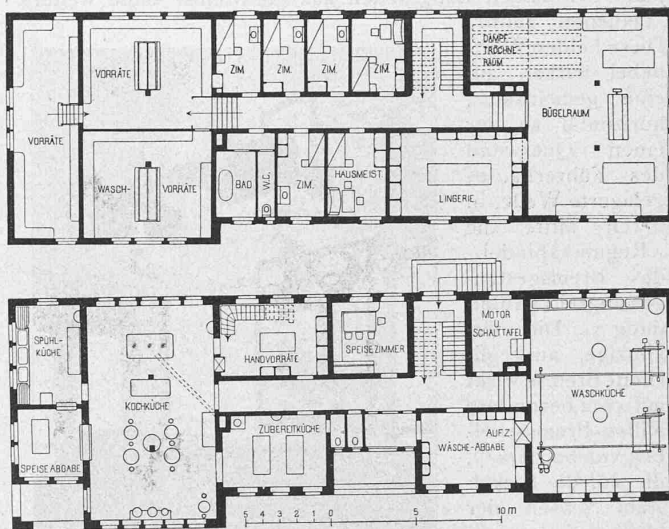 ZIM.
ZIM.
ZIM.
ZIM.
DAMPF-
TRÖCKNE-
RAUM
VORRÄTE
VORRÄTE
BÜGELRAUM
WASCH-VORRÄTE
BAD
W.C.
ZIM.
HAUSMEIST.
LINGERIE
SPÜHL-
KÜCHE
KOCHKÜCHE
HANDVORRÄTE
SPEISEZIMMER
MOTOR
U.
SCHALTTAFEL
WASCHKÜCHE
SPEISE ABGABE
ZUBEREITKÜCHE
AUFZ.
WÄSCHE-ABGABE
5 4 3 2 1 0 5 10 m